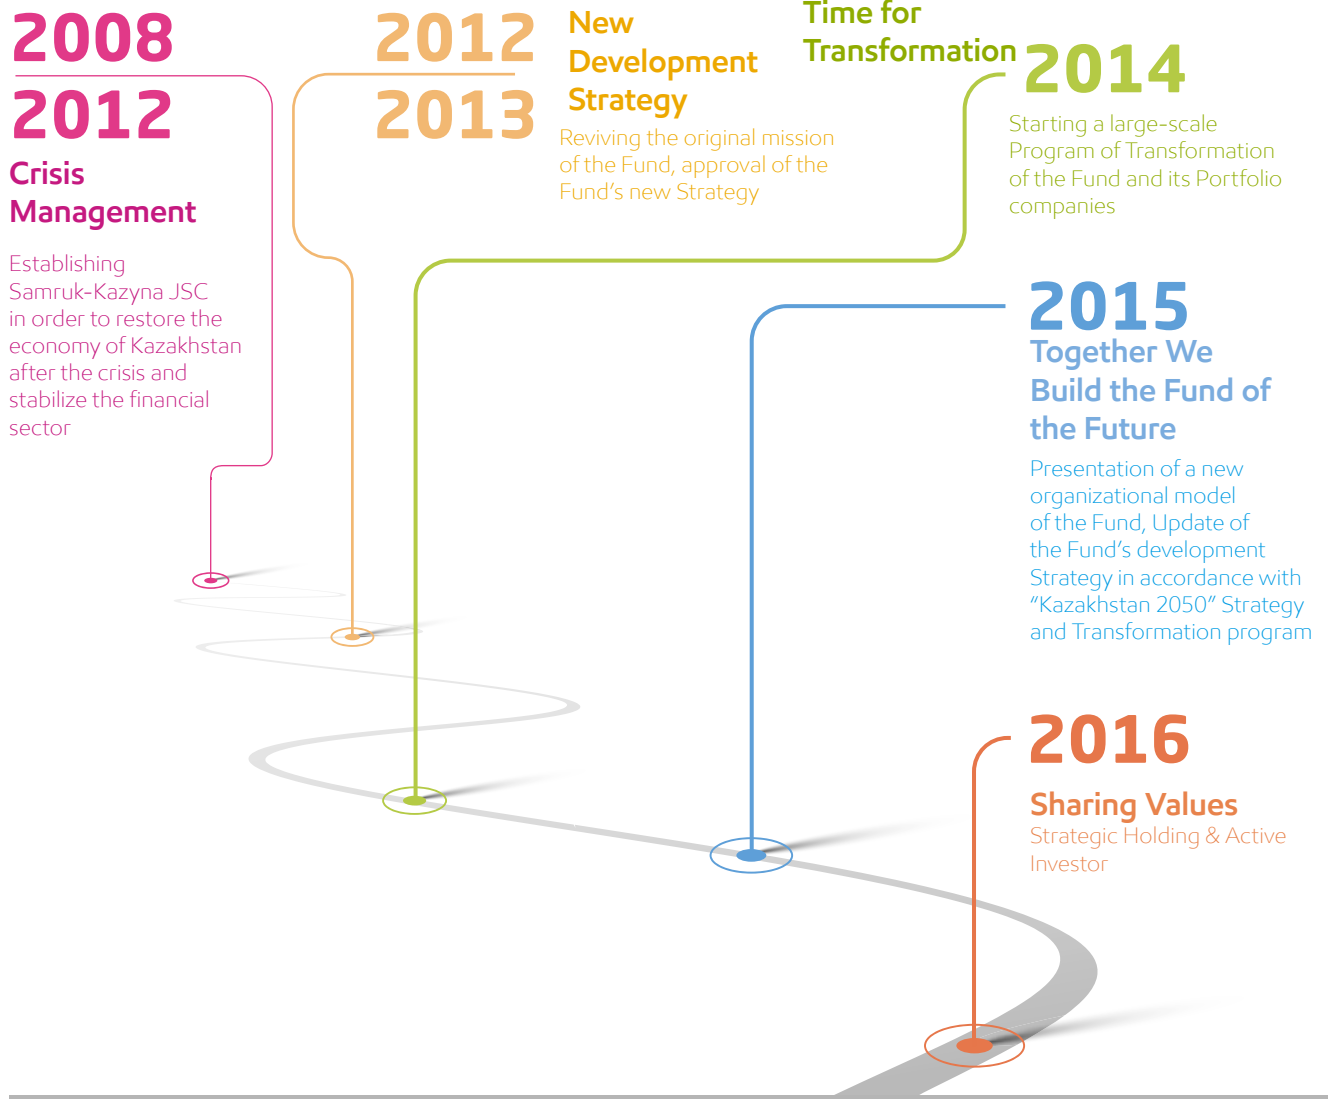 2008
2012
Crisis
Management
Establishing
Samruk-Kazyna JSC
in order to restore the
economy of Kazakhstan
after the crisis and
stabilize the financial
sector
2012
2013
New
Development
Strategy
Reviving the original mission
of the Fund, approval of the
Fund's new Strategy
Time for
Transformation
2014
Starting a large-scale
Program of Transformation
of the Fund and its Portfolio
companies
2015
Together We
Build the Fund of
the Future
Presentation of a new
organizational model
of the Fund, Update of
the Fund's development
Strategy in accordance with
"Kazakhstan 2050" Strategy
and Transformation program
2016
Sharing Values
Strategic Holding & Active
Investor